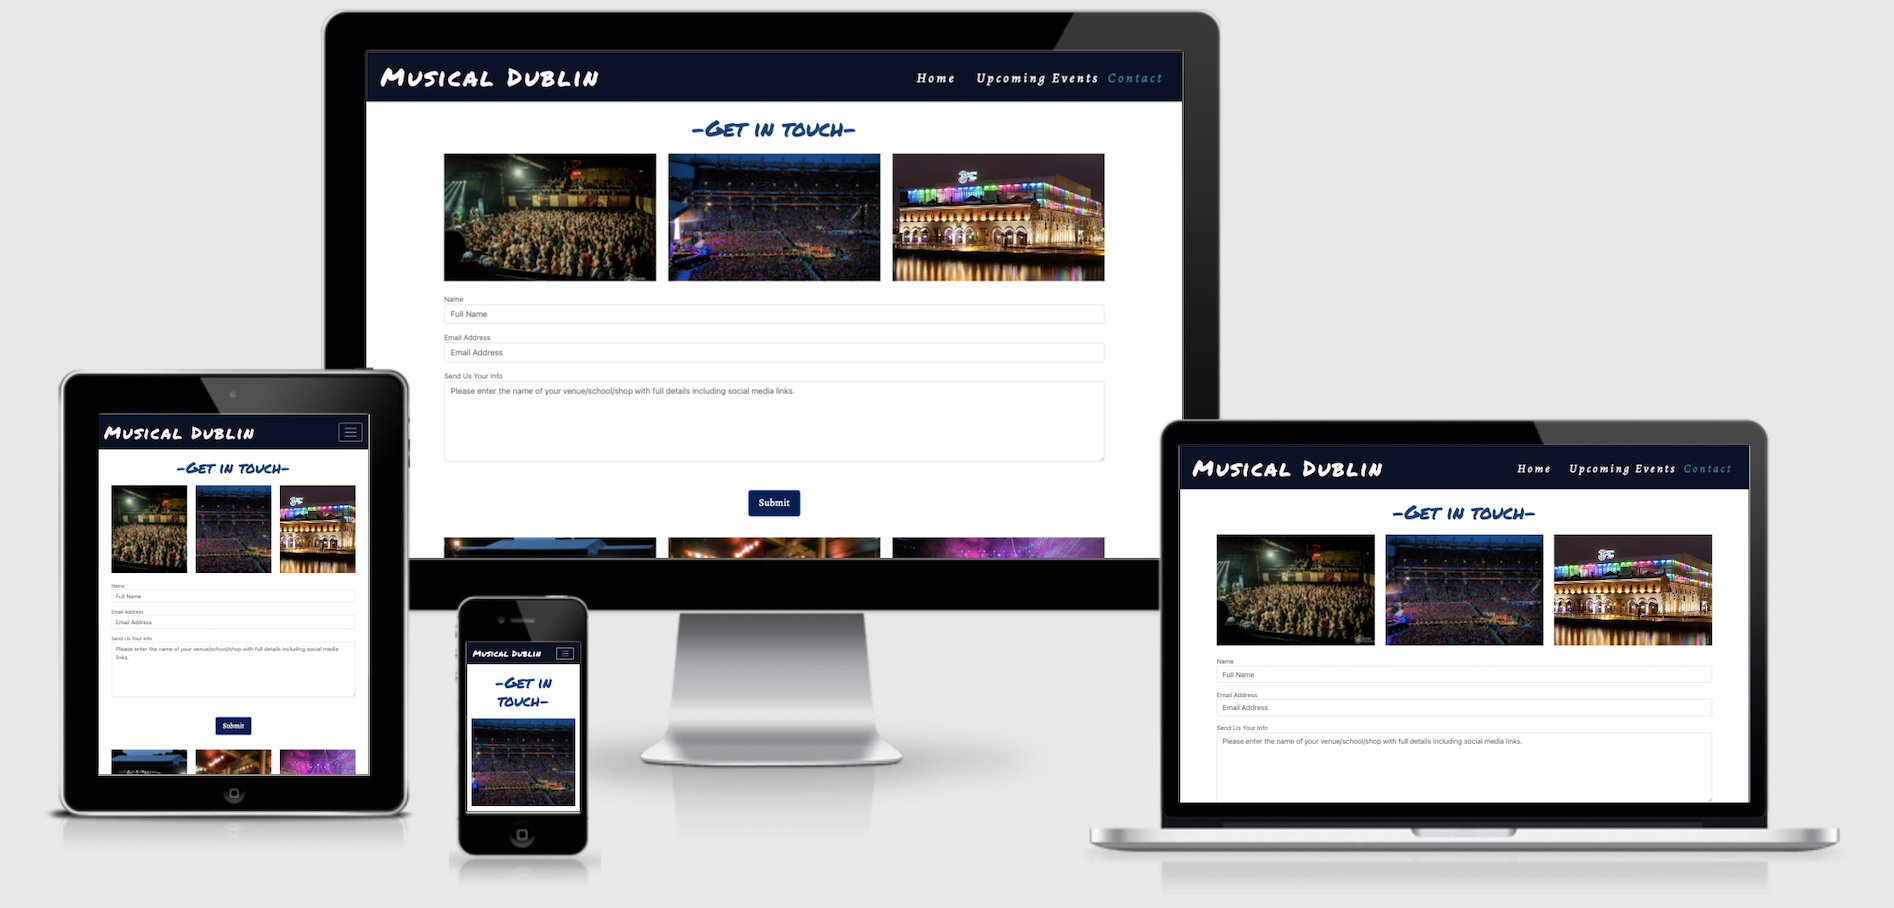 Musical Dublin
Home Upcoming Events Contact
-Get in touch-
Name
Full Name
Email Address
Email Address
Send Us Your Info
Please enter the name of your venue/school/shop with full details including social media links.
Submit
Musical Dublin
-Get in touch-
Name
Full Name
Email Address
Email Address
Send Us Your Info
Please enter the name of your venue/school/shop with full details including social media
links.
Submit
Musical Dublin
-Get in
touch-
Musical Dublin
Home Upcoming Events Contact
-Get in touch-
Name
Full Name
Email Address
Email Address
Send Us Your Info
Please enter the name of your venue/school/shop with full details including social media links.